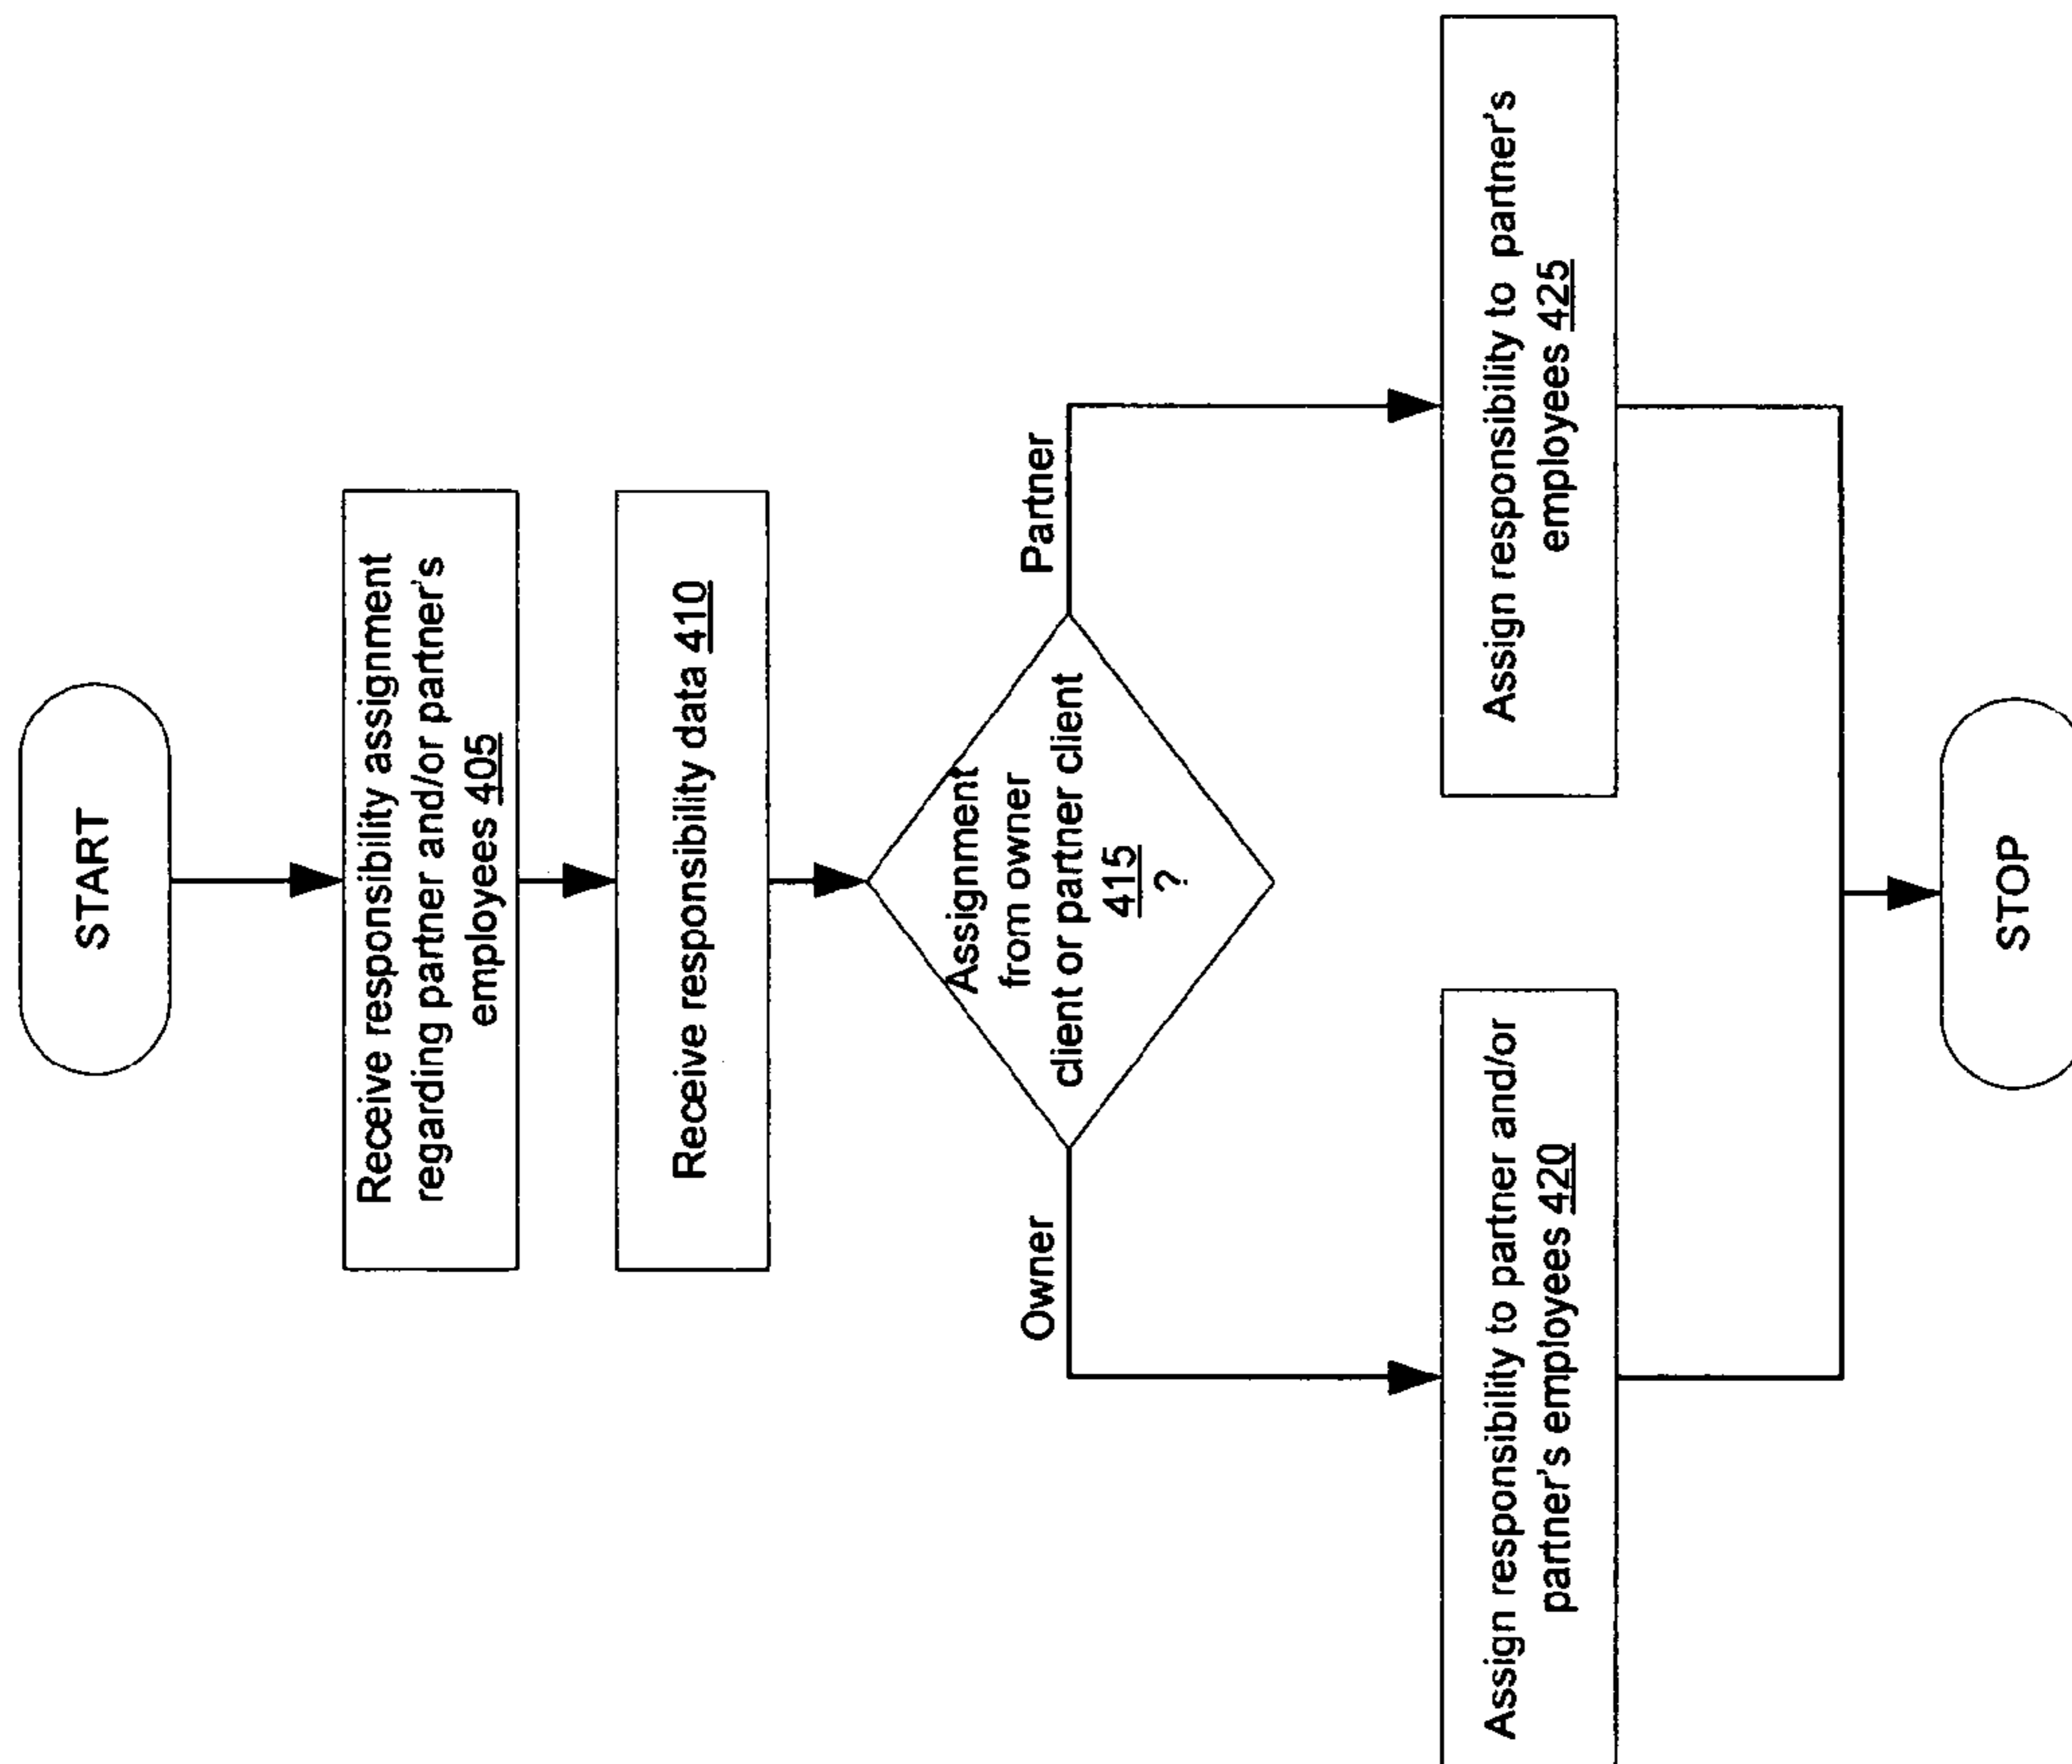 START
Receive responsibility assignment
regarding partner and/or partner's
employees 405
Receive responsibility data 410
Assignment
from owner
client or partner client
415
?
Owner
Partner
Assign responsibility to partner and/or
partner's employees 420
Assign responsibility to partner's
employees 425
STOP